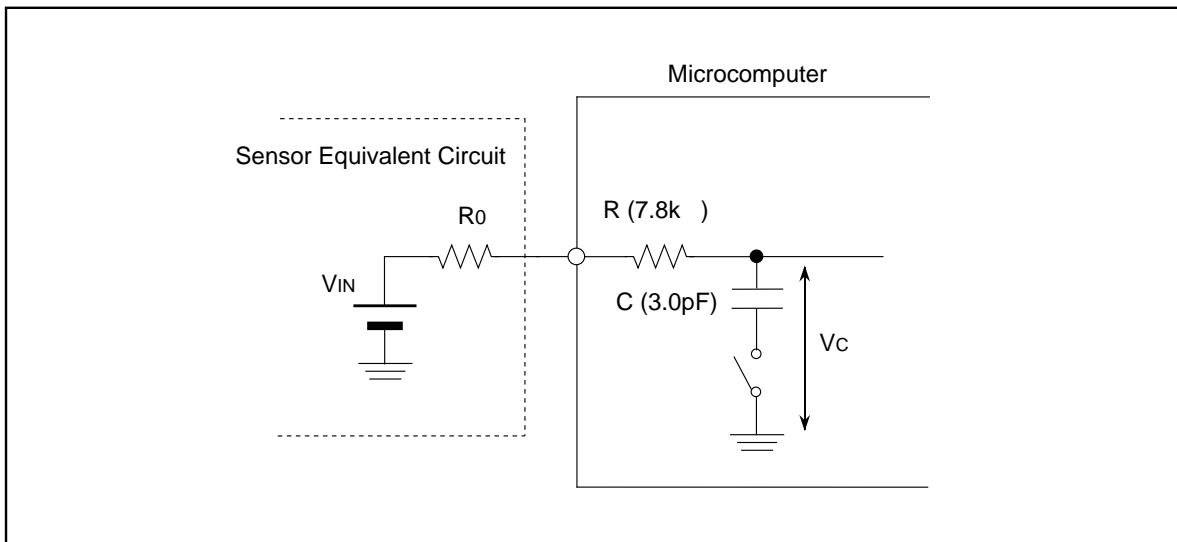 Microcomputer
Sensor Equivalent Circuit
R0
R (7.8k )
VIN
C (3.0pF)
VC